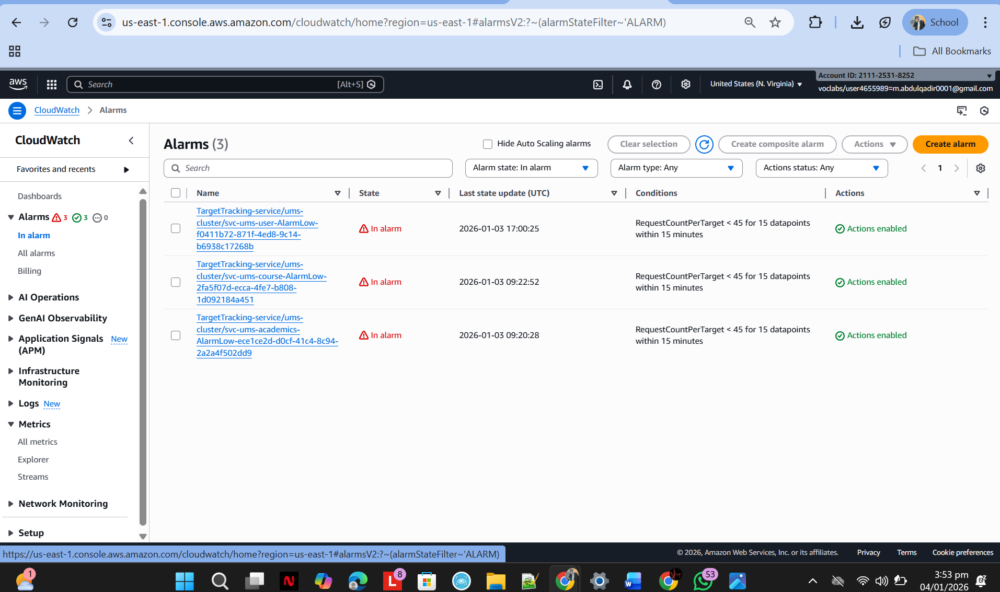 us-east-1.console.aws.amazon.com/cloudwatch/home?region=us-east-1#alarmsV2:?~(alarmStateFilter~'ALARM)
School
All Bookmarks
aws
Search
[Alt+S]
United States (N. Virginia)
Account ID: 2111-2531-8252
voclabs/user4655989=m.abdulqadir0001@gmail.com
CloudWatch
Alarms
CloudWatch
Favorites and recents
Dashboards
Alarms 3 3 0
In alarm
All alarms
Billing
AI Operations
GenAI Observability
Application Signals New
(APM)
Infrastructure
Monitoring
Logs New
Metrics
All metrics
Explorer
Streams
Network Monitoring
Setup
Alarms (3)
Hide Auto Scaling alarms
Clear selection
Create composite alarm
Actions
Create alarm
Search
Alarm state: In alarm
Alarm type: Any
Actions status: Any
1
Name
State
Last state update (UTC)
Conditions
Actions
TargetTracking-service/ums-
cluster/svc-ums-user-AlarmLow-
f0411b72-871f-4ed8-9c14-
b6938c17268b
In alarm
2026-01-03 17:00:25
RequestCountPerTarget < 45 for 15 datapoints
within 15 minutes
Actions enabled
TargetTracking-service/ums-
cluster/svc-ums-course-AlarmLow-
2fa5f07d-ecca-4fe7-b808-
1d092184a451
In alarm
2026-01-03 09:22:52
RequestCountPerTarget < 45 for 15 datapoints
within 15 minutes
Actions enabled
TargetTracking-service/ums-
cluster/svc-ums-academics-
AlarmLow-ece1ce2d-d0cf-41c4-8c94-
2a2a4f502dd9
In alarm
2026-01-03 09:20:28
RequestCountPerTarget < 45 for 15 datapoints
within 15 minutes
Actions enabled
https://us-east-1.console.aws.amazon.com/cloudwatch/home?region=us-east-1#alarmsV2:?~(alarmStateFilter~'ALARM)
© 2026, Amazon Web Services, Inc. or its affiliates.
Privacy
Terms
Cookie preferences
1
N
L
8
W
53
3:53 pm
04/01/2026